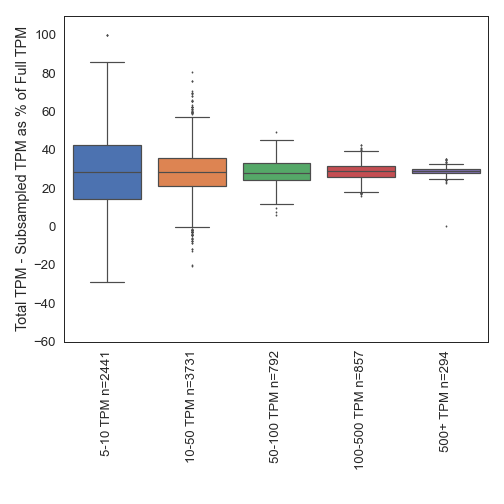 Total TPM - Subsampled TPM as % of Full TPM
100
80
60
40
20
0
−20
−40
−60
5-10 TPM n=2441
10-50 TPM n=3731
50-100 TPM n=792
100-500 TPM n=857
500+ TPM n=294